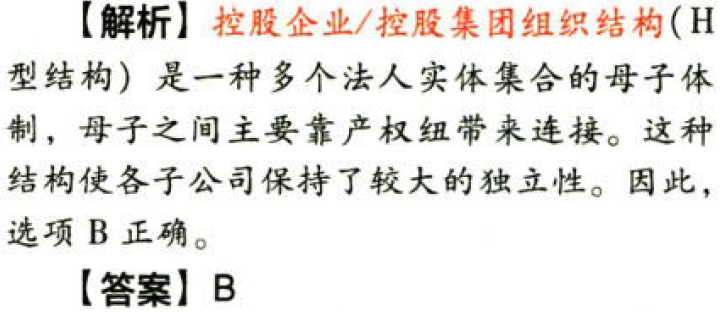 【解析】控股企业/控股集团组织结构(H
型结构)是一种多个法人实体集合的母子体
制，母子之间主要靠产权纽带来连接。这种
结构使各子公司保持了较大的独立性。因此，
选项 B 正确。
【答案】B